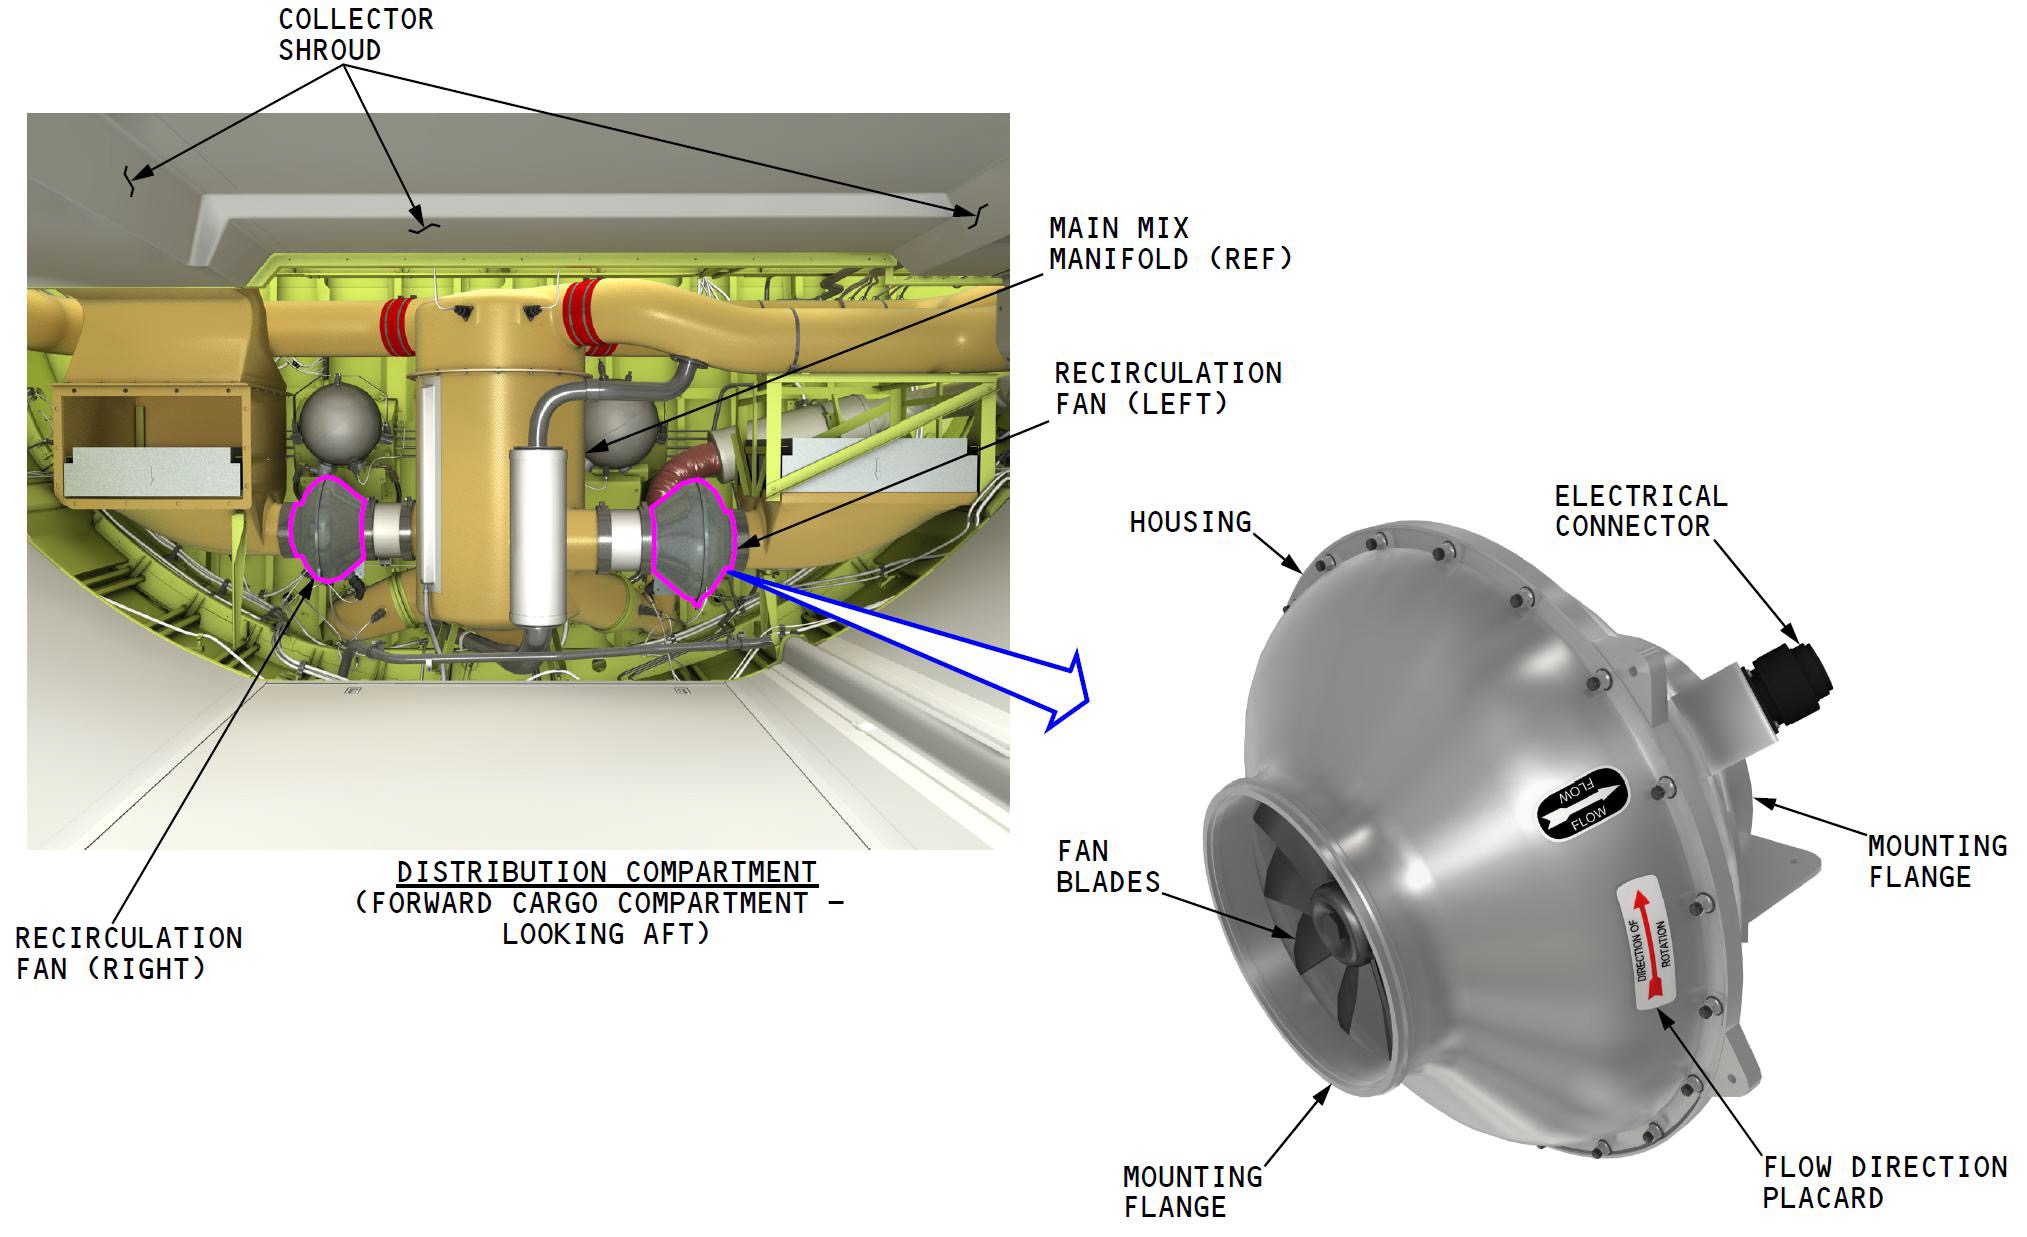 COLLECTOR
SHROUD
MAIN MIX
MANIFOLD (REF)
RECIRCULATION
FAN (LEFT)
RECIRCULATION
FAN (RIGHT)
DISTRIBUTION COMPARTMENT
(FORWARD CARGO COMPARTMENT –
LOOKING AFT)
HOUSING
ELECTRICAL
CONNECTOR
FLOW
FLOW
FAN
BLADES
MOUNTING
FLANGE
DIRECTION OF
ROTATION
MOUNTING
FLANGE
FLOW DIRECTION
PLACARD